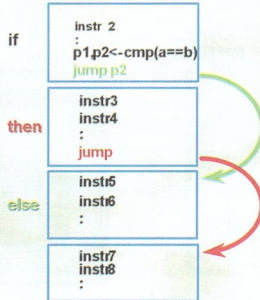 if
instr 2
:
p1,p2<-cmp(a==b)
jump p2
then
instr3
instr4
:
jump
else
instr5
instr6
:
instr7
instr8
: